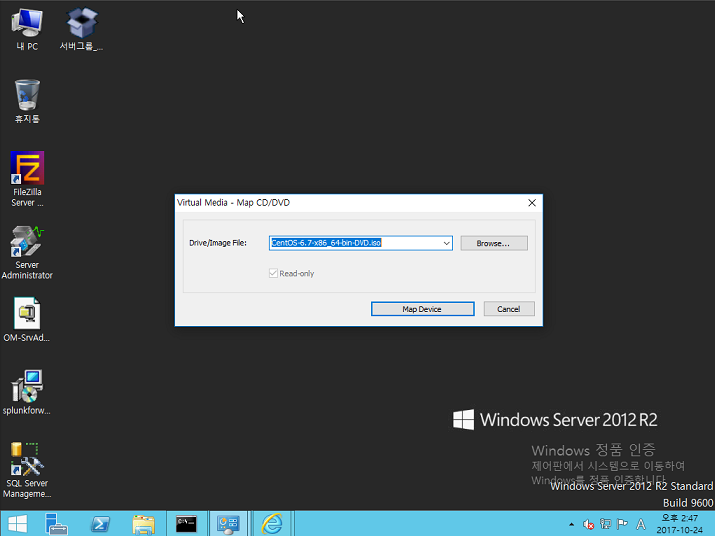 내 PC
서버그룹_...
휴지통
FileZilla
Server ...
Server
Administrator
OM-SrvAd...
splunkforw...
SQL Server
Manageme...
Virtual Media - Map CD/DVD
Drive/Image File:
CentOS-6.7-x86_64-bin-DVD.iso
Browse...
Read-only
Map Device
Cancel
Windows Server 2012 R2
Windows 정품 인증
제어판에서 시스템으로 이동하여
Windows를 정품 인증합니다.
Windows Server 2012 R2 Standard
Build 9600
A
오후 2:47
2017-10-24